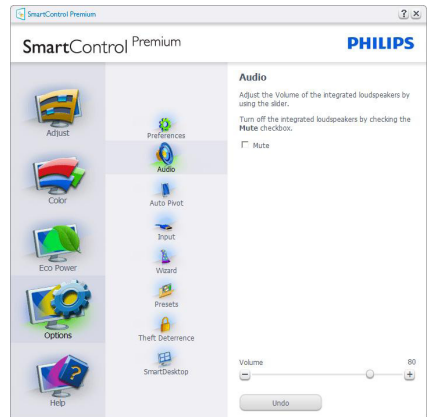 SmartControl Premium
SmartControl Premium
PHILIPS
Adjust
Color
Eco Power
Options
Help
Preferences
Audio
Auto Pivot
Input
Wizard
Presets
Theft Deterrence
SmartDesktop
Audio
Adjust the Volume of the integrated loudspeakers by
using the slider.
Turn off the integrated loudspeakers by checking the
Mute checkbox.
Mute
Volume 80
Undo